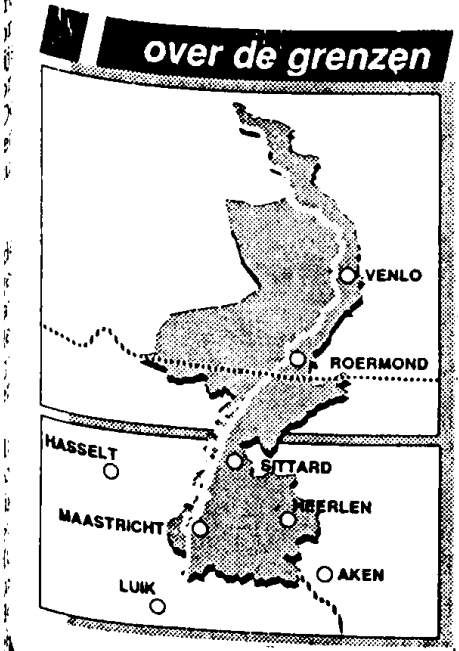 over de grenzen
VENLO
ROERMOND
HASSELT
SITTARD
MAASTRICHT
HEERLEN
AKEN
LUIK